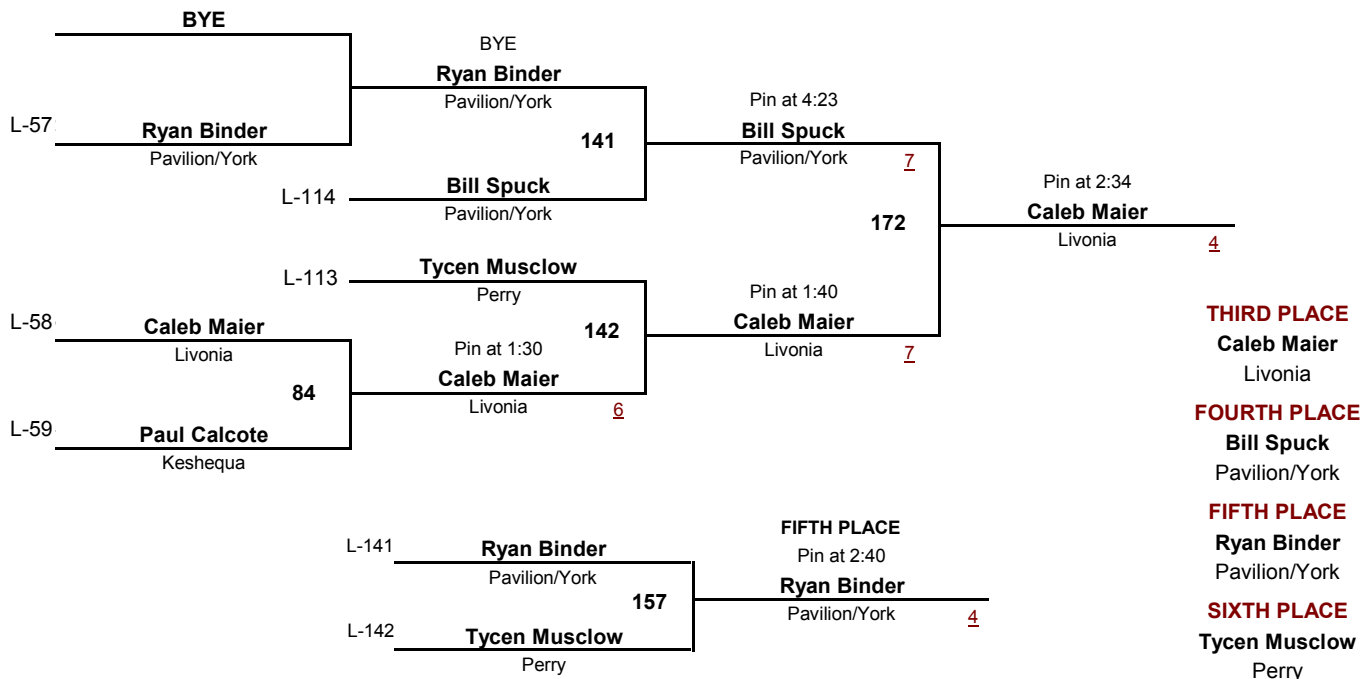 BYE
L-57
Ryan Binder
Pavilion/York
BYE
Ryan Binder
Pavilion/York
141
L-114
Bill Spuck
Pavilion/York
Pin at 4:23
Bill Spuck
Pavilion/York
7
172
Pin at 2:34
Caleb Maier
Livonia
4
L-113
Tycen Musclow
Perry
142
Pin at 1:40
Caleb Maier
Livonia
7
L-58
Caleb Maier
Livonia
84
Pin at 1:30
Caleb Maier
Livonia
6
L-59
Paul Calcote
Keshequa
THIRD PLACE
Caleb Maier
Livonia
FOURTH PLACE
Bill Spuck
Pavilion/York
FIFTH PLACE
Ryan Binder
Pavilion/York
SIXTH PLACE
Tycen Musclow
Perry
L-141
Ryan Binder
Pavilion/York
157
L-142
Tycen Musclow
Perry
FIFTH PLACE
Pin at 2:40
Ryan Binder
Pavilion/York
4